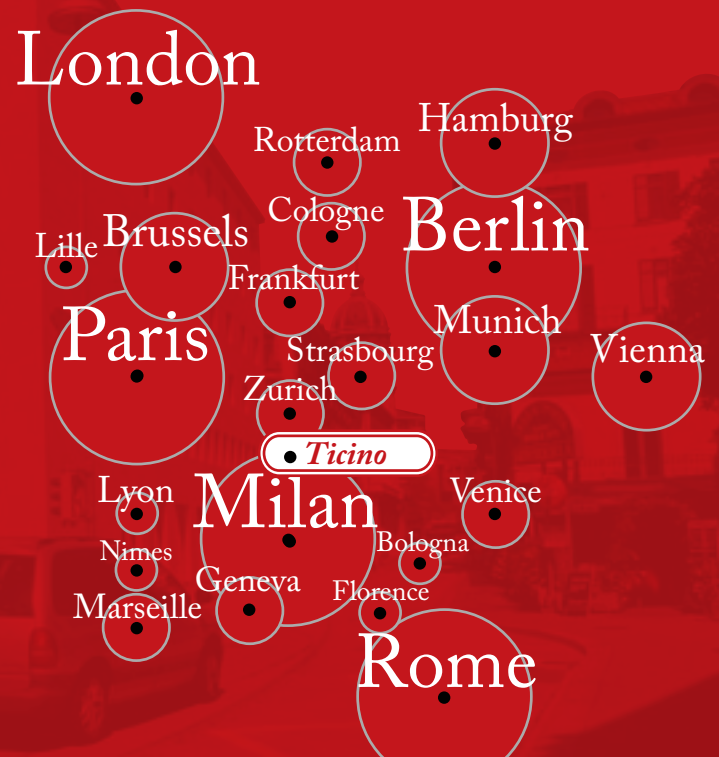 London
Hamburg
Rotterdam
Cologne
Berlin
Brussels
Lille
Frankfurt
Paris
Munich
Strasbourg
Vienna
Zurich
Ticino
Lyon
Milan
Venice
Nimes
Bologna
Geneva
Florence
Marseille
Rome